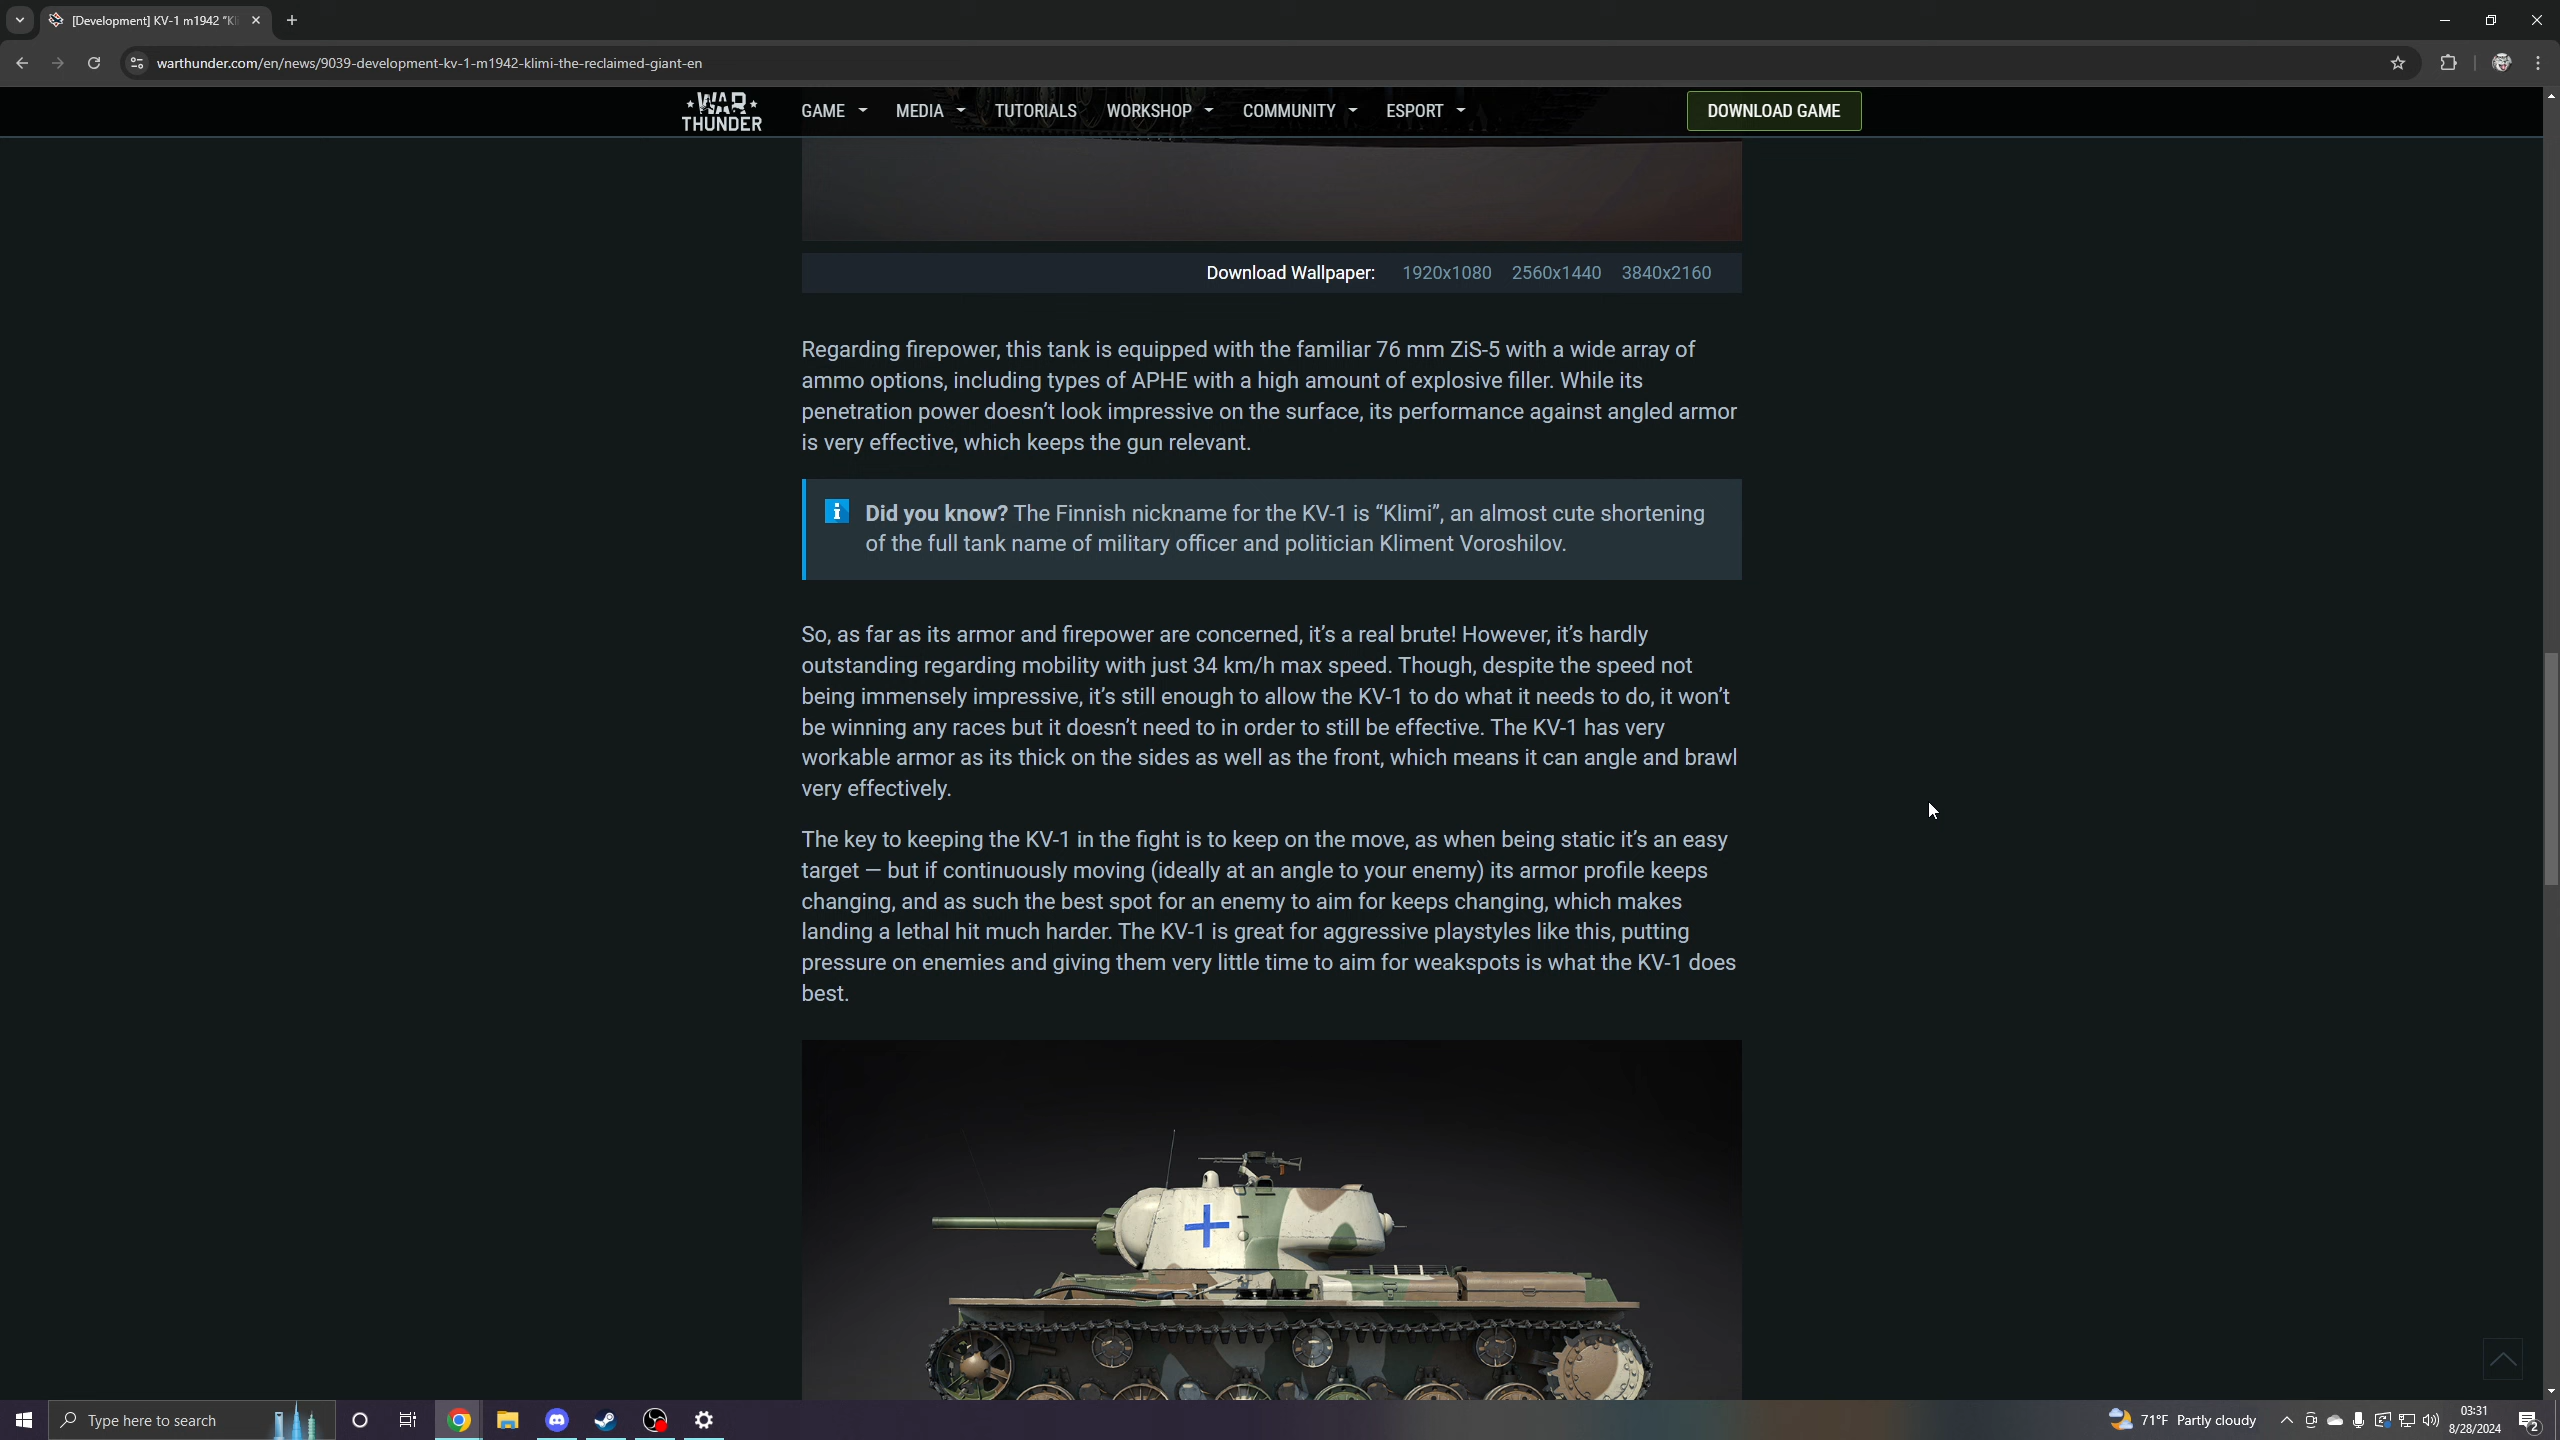 [Development] KV-1 m1942 "Kli
warthunder.com/en/news/9039-development-kv-1-m1942-klimi-the-reclaimed-giant-en
WAR THUNDER
GAME
MEDIA
TUTORIALS
WORKSHOP
COMMUNITY
ESPORT
DOWNLOAD GAME
Download Wallpaper: 1920x1080 2560x1440 3840x2160
Regarding firepower, this tank is equipped with the familiar 76 mm ZiS-5 with a wide array of
ammo options, including types of APHE with a high amount of explosive filler. While its
penetration power doesn’t look impressive on the surface, its performance against angled armor
is very effective, which keeps the gun relevant.
Did you know? The Finnish nickname for the KV-1 is “Klimi”, an almost cute shortening
of the full tank name of military officer and politician Kliment Voroshilov.
So, as far as its armor and firepower are concerned, it’s a real brute! However, it’s hardly
outstanding regarding mobility with just 34 km/h max speed. Though, despite the speed not
being immensely impressive, it’s still enough to allow the KV-1 to do what it needs to do, it won’t
be winning any races but it doesn’t need to in order to still be effective. The KV-1 has very
workable armor as its thick on the sides as well as the front, which means it can angle and brawl
very effectively.
The key to keeping the KV-1 in the fight is to keep on the move, as when being static it’s an easy
target — but if continuously moving (ideally at an angle to your enemy) its armor profile keeps
changing, and as such the best spot for an enemy to aim for keeps changing, which makes
landing a lethal hit much harder. The KV-1 is great for aggressive playstyles like this, putting
pressure on enemies and giving them very little time to aim for weakspots is what the KV-1 does
best.
Type here to search
71°F Partly cloudy
03:31
8/28/2024
2